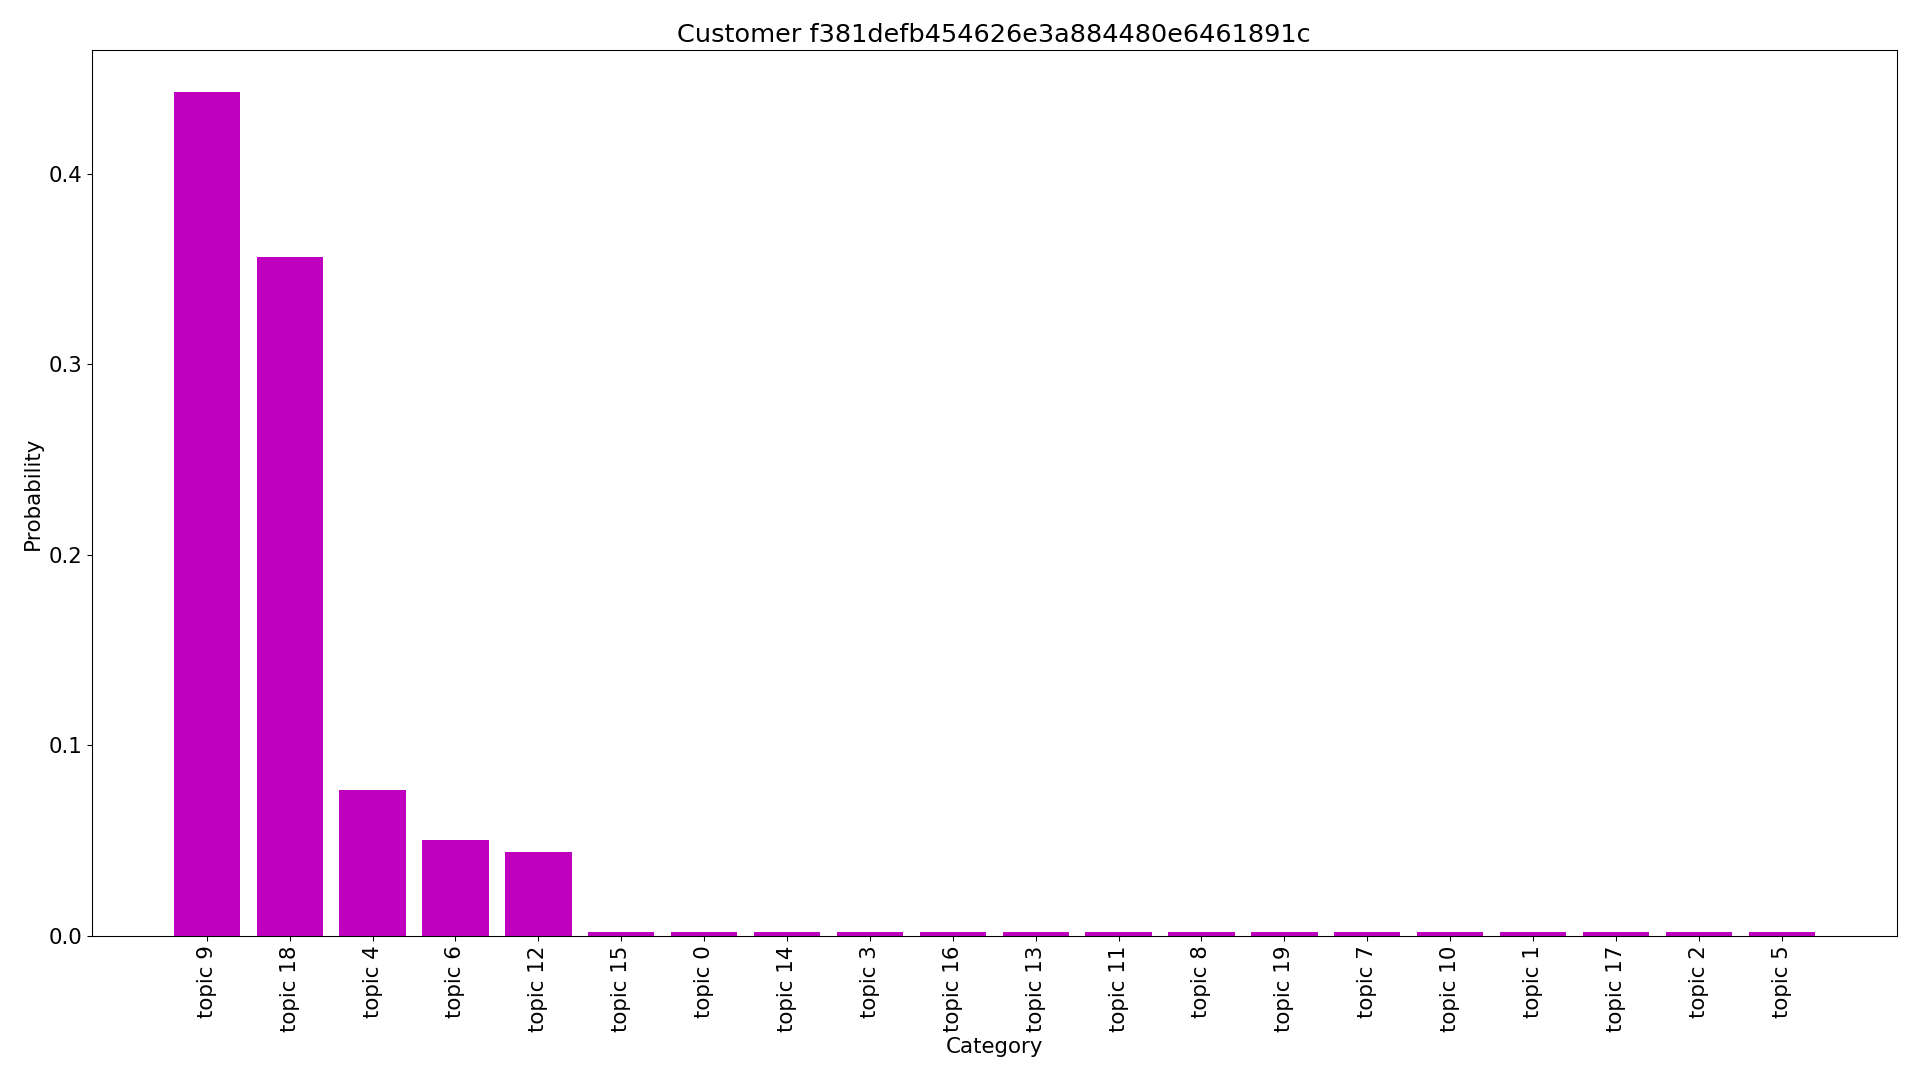 Customer f381defb454626e3a884480e6461891c
Probability
0.4
0.3
0.2
0.1
0.0
topic 9
topic 18
topic 4
topic 6
topic 12
topic 15
topic 0
topic 14
topic 3
topic 16
topic 13
topic 11
topic 8
topic 19
topic 7
topic 10
topic 1
topic 17
topic 2
topic 5
Category